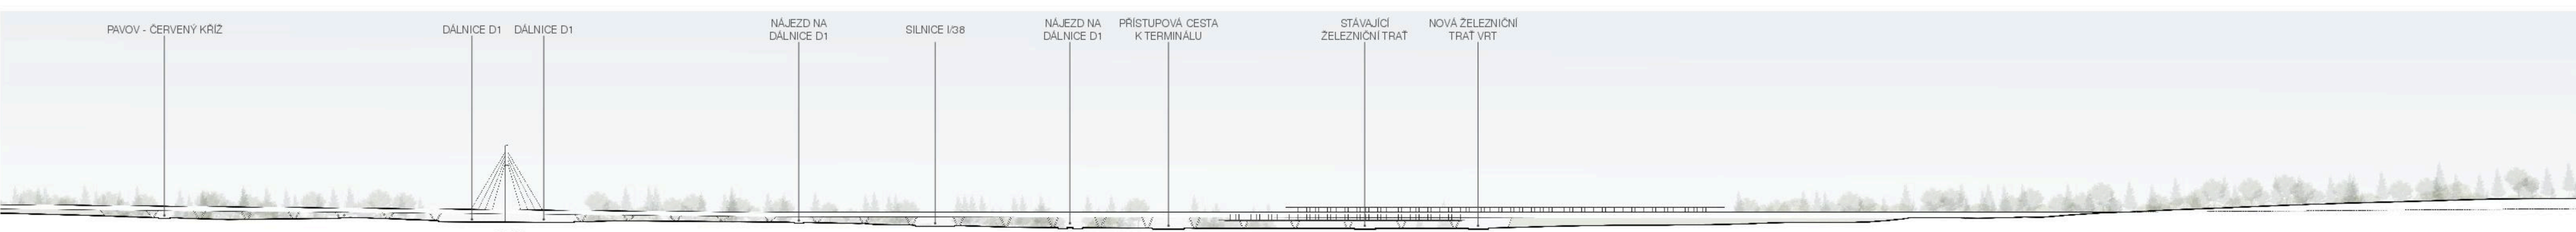 PAVOV - ČERVENÝ KŘÍŽ
DÁLNICE D1
DÁLNICE D1
NÁJEZD NA
DÁLNICE D1
SILNICE I/38
NÁJEZD NA
DÁLNICE D1
PŘÍSTUPOVÁ CESTA
K TERMINÁLU
STÁVAJÍCÍ
ŽELEZNIČNÍ TRAŤ
NOVÁ ŽELEZNIČNÍ
TRAŤ VRT